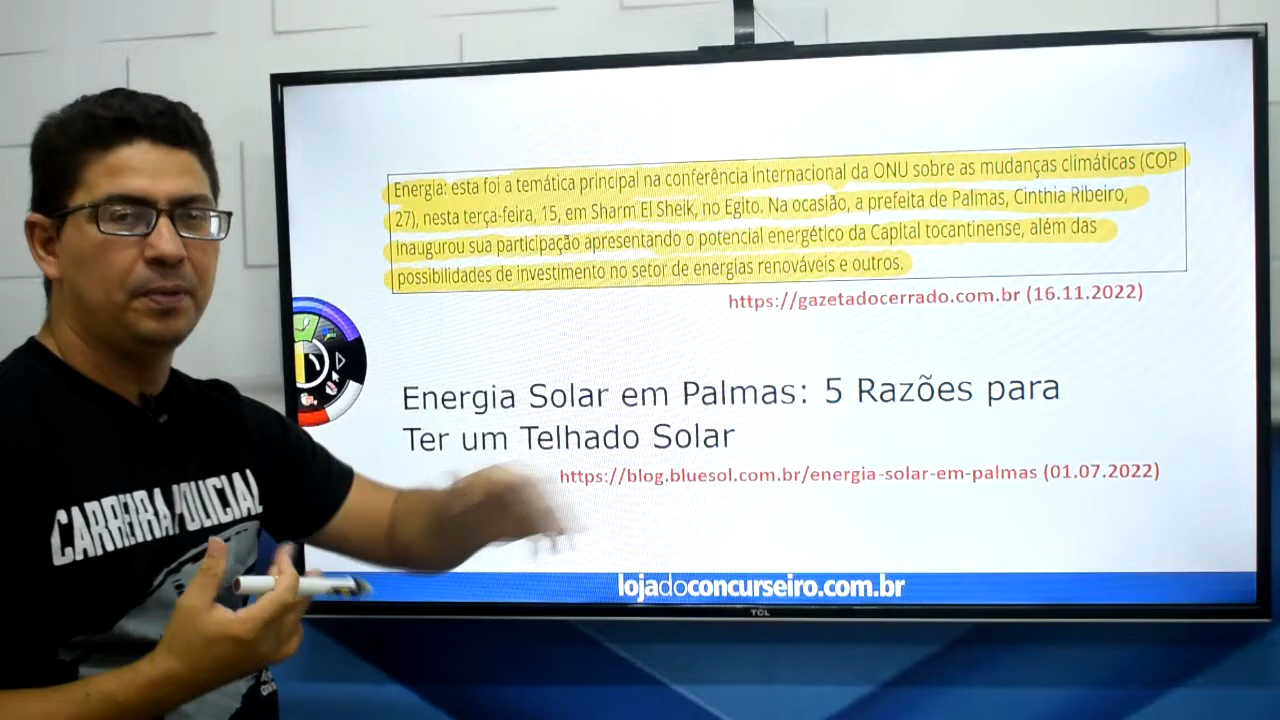 Energia: esta foi a temática principal na conferência internacional da ONU sobre as mudanças climáticas (COP
27), nesta terça-feira, 15, em Sharm El Sheik, no Egito. Na ocasião, a prefeita de Palmas, Cinthia Ribeiro,
inaugurou sua participação apresentando o potencial energético da Capital tocantinense, além das
possibilidades de investimento no setor de energias renováveis e outros.
https://gazetadocerrado.com.br (16.11.2022)
Energia Solar em Palmas: 5 Razões para
Ter um Telhado Solar
https://blog.bluesol.com.br/energia-solar-em-palmas (01.07.2022)
CARREIRA POLICIAL
lojadoconcurseiro.com.br
TCL